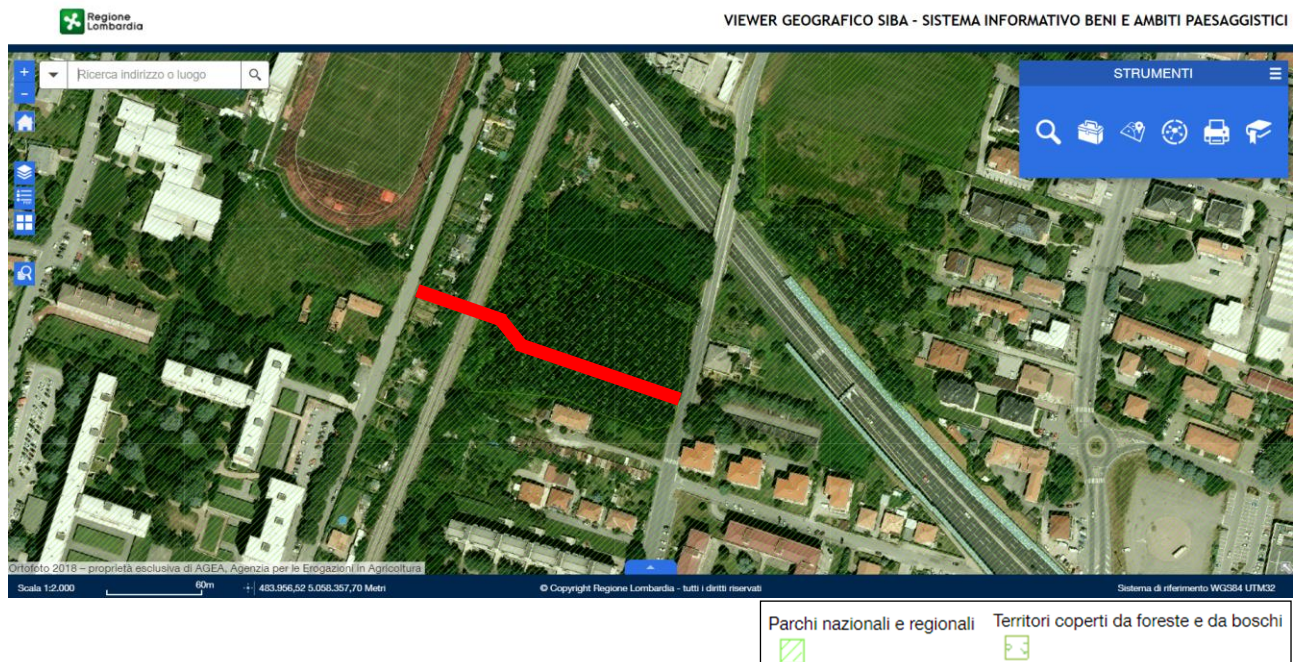 Regione
Lombardia
VIEWER GEOGRAFICO SIBA - SISTEMA INFORMATIVO BENI E AMBITI PAESAGGISTICI
+
Ricerca indirizzo o luogo
-
STRUMENTI
Ortofoto 2018 – proprietà esclusiva di AGEA, Agenzia per le Erogazioni in Agricoltura
Scala 1:2.000
60m
483.956,52 5.058.357,70 Metri
© Copyright Regione Lombardia - tutti i diritti riservati
Sistema di riferimento WGS84 UTM32
Parchi nazionali e regionali
Territori coperti da foreste e da boschi